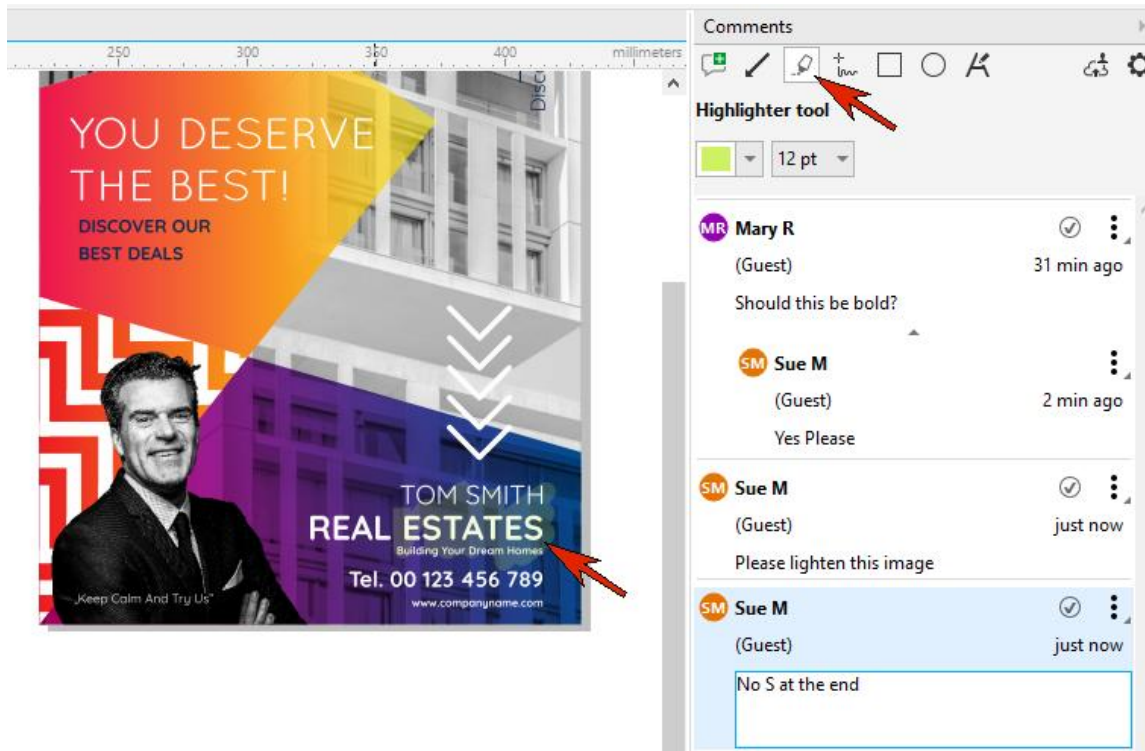 Comments
250 300 350 400 millimeters
Highlighter tool
12 pt
Disco
YOU DESERVE
THE BEST!
DISCOVER OUR
BEST DEALS
TOM SMITH
REAL ESTATES
Building Your Dream Homes
Tel. 00 123 456 789
www.companyname.com
„Keep Calm And Try Us"
MR Mary R
(Guest) 31 min ago
Should this be bold?
SM Sue M
(Guest) 2 min ago
Yes Please
SM Sue M
(Guest) just now
Please lighten this image
SM Sue M
(Guest) just now
No S at the end